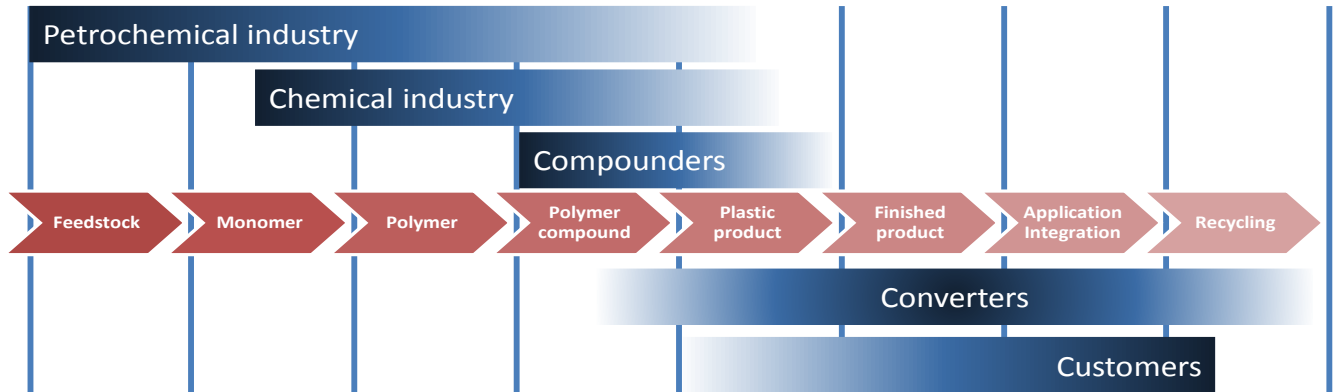 Petrochemical industry
Chemical industry
Compounders
Feedstock
Monomer
Polymer
Polymer
compound
Plastic
product
Finished
product
Application
Integration
Recycling
Converters
Customers